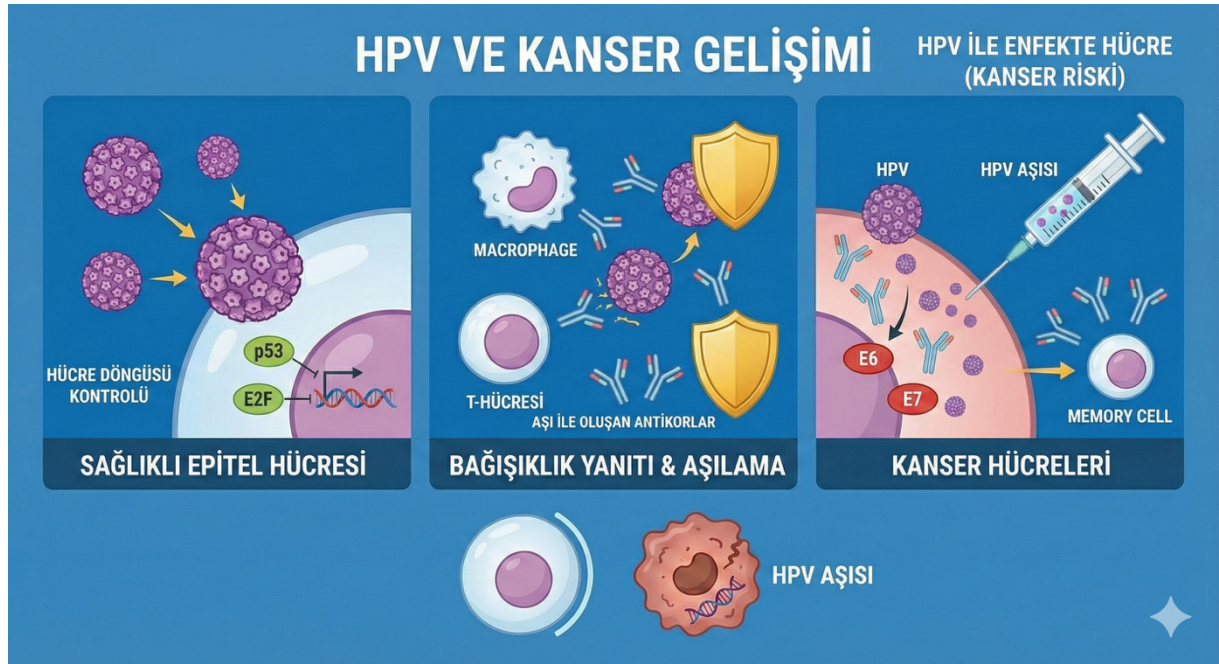 HPV VE KANSER GELİŞİMİ
HPV İLE ENFEKTE HÜCRE
(KANSER RİSKİ)
p53
E2F
HÜCRE DÖNGÜSÜ
KONTROLÜ
SAĞLIKLI EPİTEL HÜCRESİ
MACROPHAGE
T-HÜCRESİ
AŞI İLE OLUŞAN ANTİKORLAR
BAĞIŞIKLIK YANITI & AŞILAMA
HPV
HPV AŞISI
E6
E7
MEMORY CELL
KANSER HÜCRELERİ
HPV AŞISI